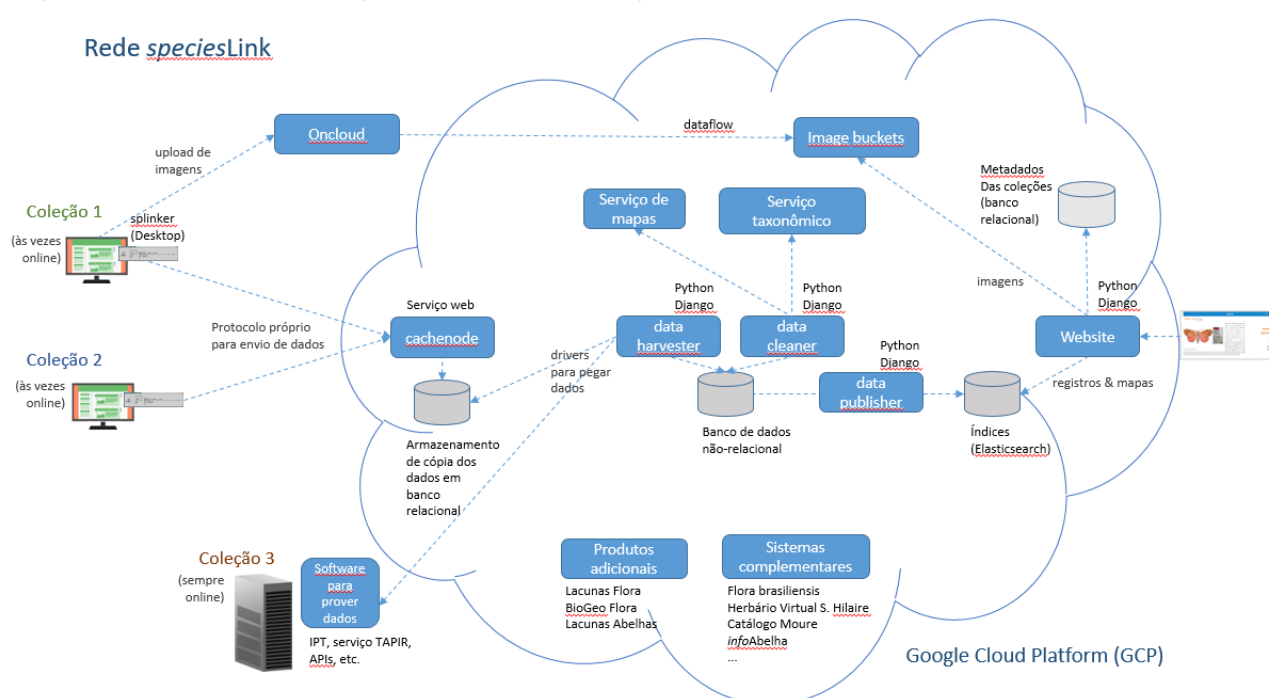 Rede speciesLink
Oncloud
dataflow
Image buckets
upload de
imagens
Metadados
Das coleções
(banco
relacional)
Coleção 1
(às vezes
online)
splinker
(Desktop)
Serviço de
mapas
Serviço
taxonômico
imagens
Python
Django
Python
Django
Python
Django
Serviço web
Protocolo próprio
para envio de dados
cachenode
data
harvester
data
cleaner
Website
Coleção 2
(às vezes
online)
drivers
para pegar
dados
Python
Django
data
publisher
registros & mapas
Armazenamento
de cópia dos
dados em
banco
relacional
Banco de dados
não-relacional
Índices
(Elasticsearch)
Coleção 3
(sempre
online)
Software
para
prover
dados
IPT, serviço TAPIR,
APIs, etc.
Produtos
adicionais
Lacunas Flora
BioGeo Flora
Lacunas Abelhas
Sistemas
complementares
Flora brasiliensis
Herbário Virtual S. Hilaire
Catálogo Moure
infoAbelha
...
Google Cloud Platform (GCP)